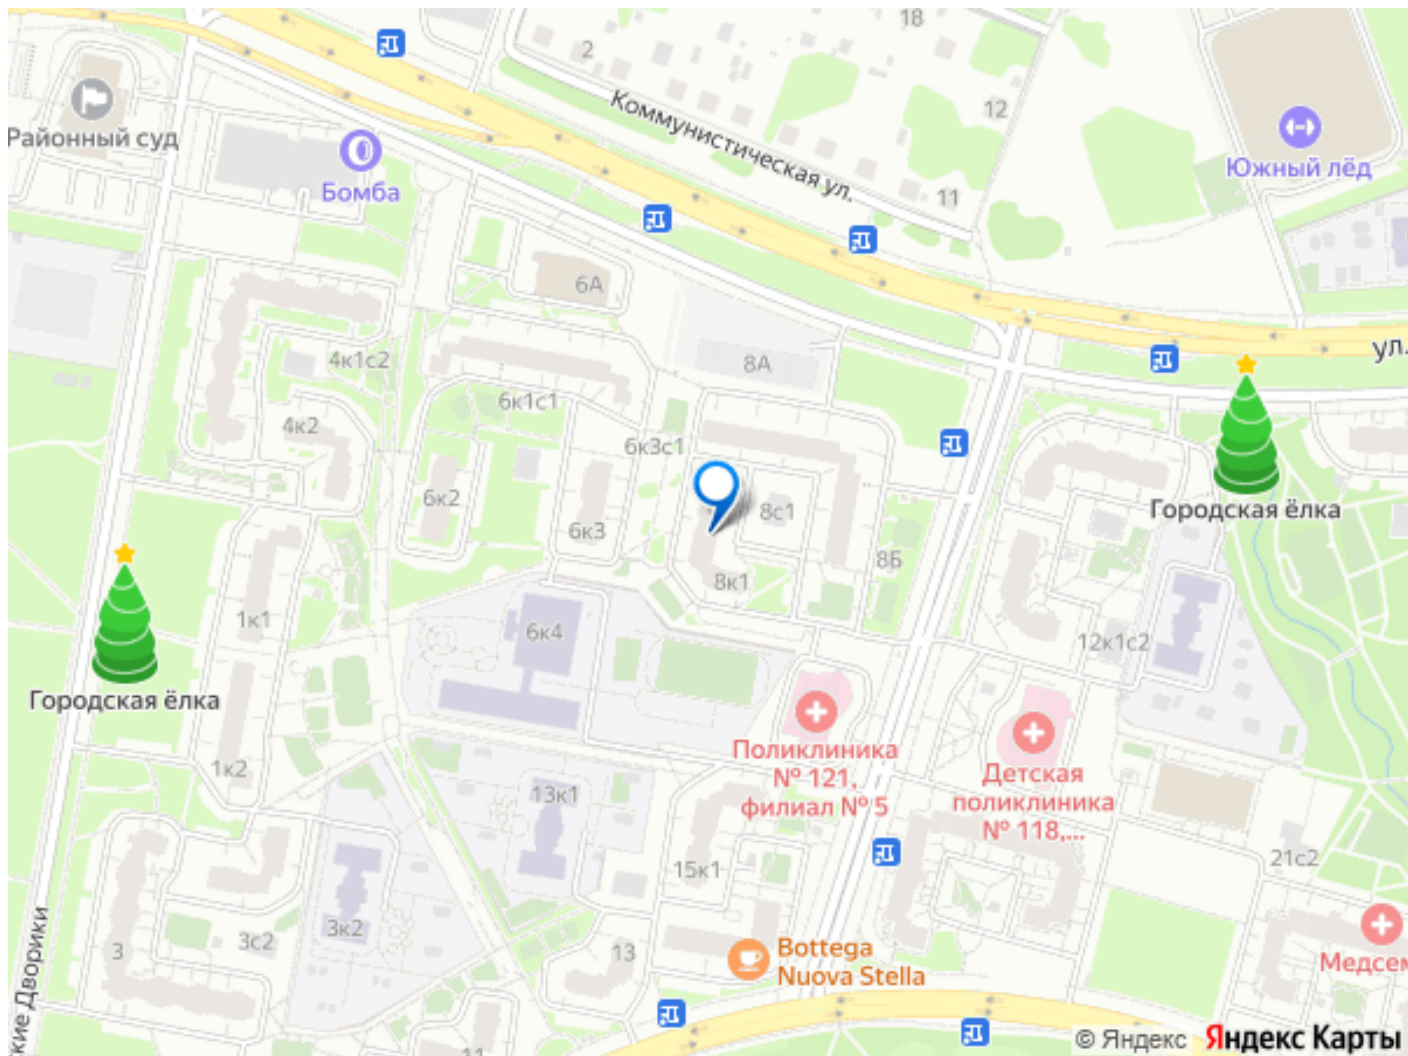 18
2
Коммунистическая ул.
12
Районный суд
Южный лёд
Бомба
11
6А
ул.
4к1с2
8А
6к1с1
4к2
6к3с1
6к2
8с1
Городская ёлка
6к3
8к1
8Б
1к1
6к4
12к1с2
Городская ёлка
Поликлиника
№ 121,
филиал № 5
Детская
поликлиника
№ 118,...
1к2
13к1
15к1
21с2
3к2
3с2
3
13
Bottega
Nuova Stella
Медсем
кие Дворики
11
© Яндекс Яндекс Карты